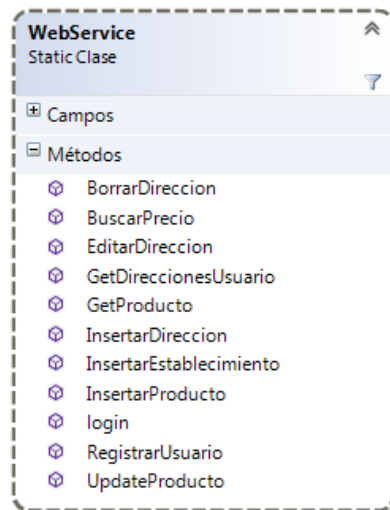 WebService
Static Clase
Campos
Métodos
BorrarDireccion
BuscarPrecio
EditarDireccion
GetDireccionesUsuario
GetProducto
InsertarDireccion
InsertarEstablecimiento
InsertarProducto
login
RegistrarUsuario
UpdateProducto